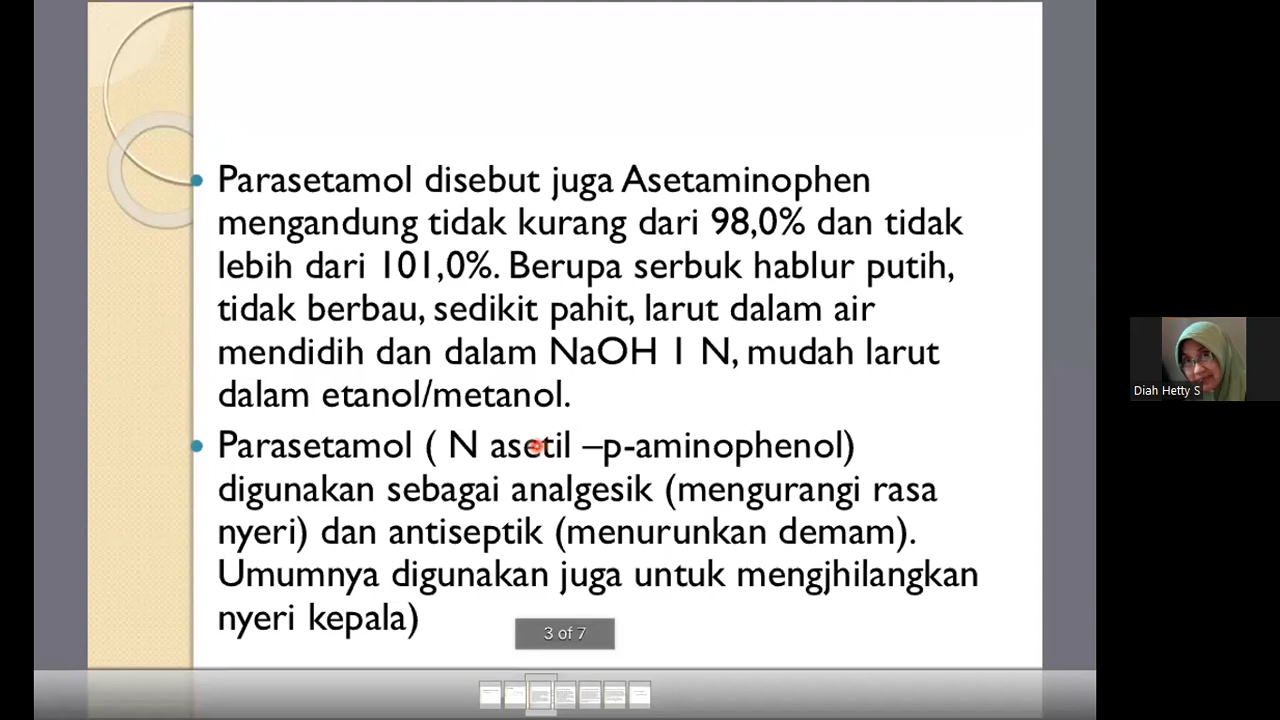 Parasetamol disebut juga Asetaminophen
mengandung tidak kurang dari 98,0% dan tidak
lebih dari 101,0%. Berupa serbuk hablur putih,
tidak berbau, sedikit pahit, larut dalam air
mendidih dan dalam NaOH 1 N, mudah larut
dalam etanol/metanol.
Parasetamol ( N asetil –p-aminophenol)
digunakan sebagai analgesik (mengurangi rasa
nyeri) dan antiseptik (menurunkan demam).
Umumnya digunakan juga untuk mengjhilangkan
nyeri kepala)
3 of 7
Diah Hetty S